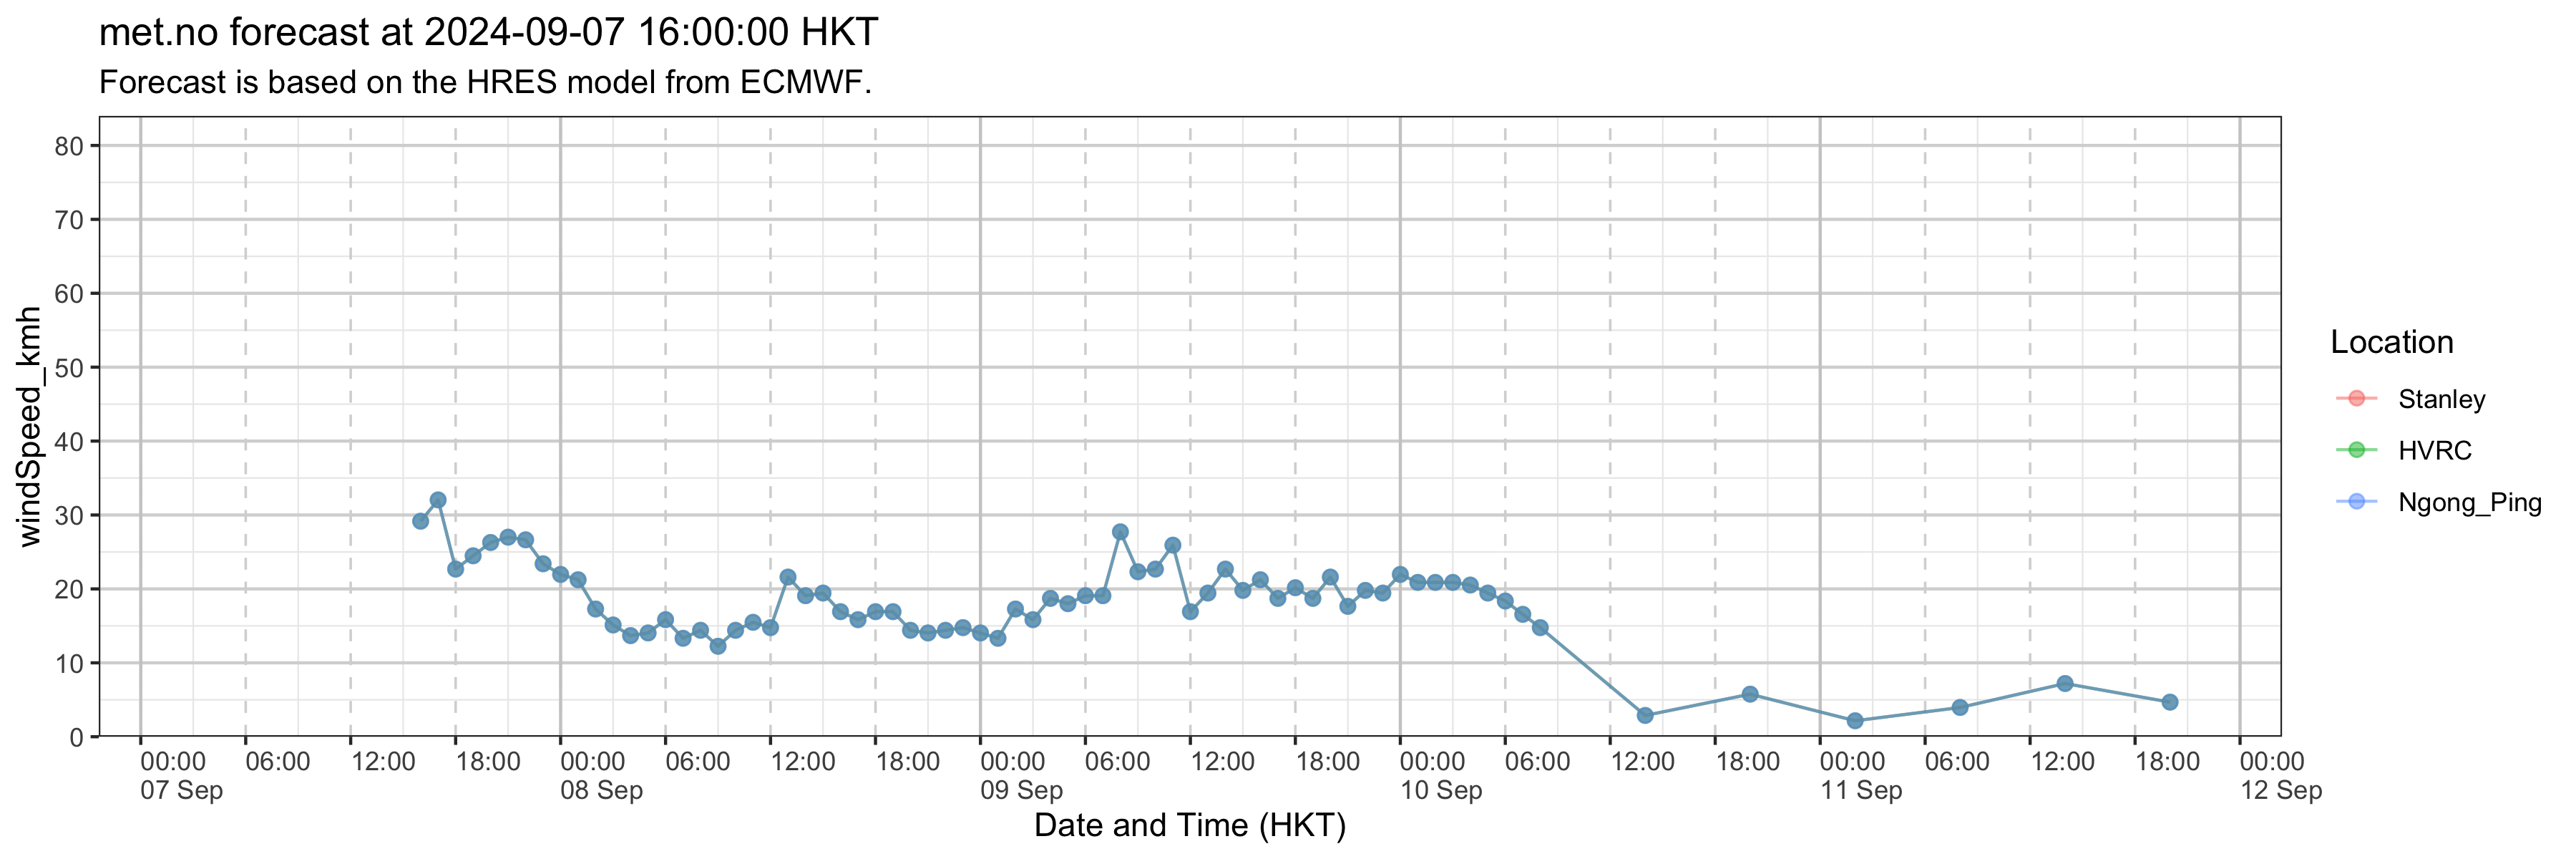 met.no forecast at 2024-09-07 16:00:00 HKT
Forecast is based on the HRES model from ECMWF.
windSpeed_kmh
80
70
60
50
40
30
20
10
0
00:00 06:00 12:00 18:00 00:00 06:00 12:00 18:00 00:00 06:00 12:00 18:00 00:00 06:00 12:00 18:00 00:00 06:00 12:00 18:00 00:00
07 Sep 08 Sep 09 Sep 10 Sep 11 Sep 12 Sep
Date and Time (HKT)
Location
Stanley
HVRC
Ngong_Ping